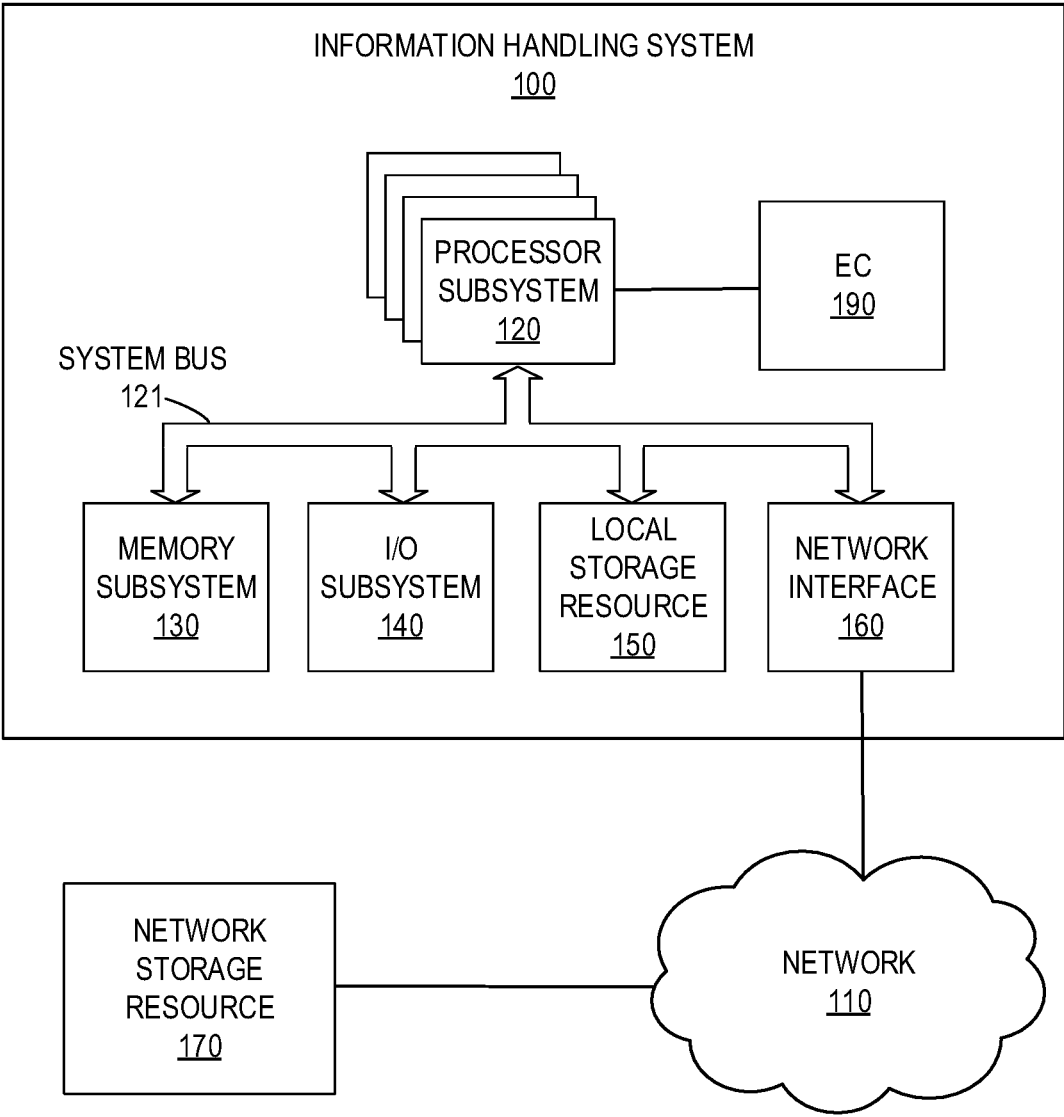 INFORMATION HANDLING SYSTEM
100
PROCESSOR
SUBSYSTEM
120
EC
190
SYSTEM BUS
121
MEMORY
SUBSYSTEM
130
I/O
SUBSYSTEM
140
LOCAL
STORAGE
RESOURCE
150
NETWORK
INTERFACE
160
NETWORK
STORAGE
RESOURCE
170
NETWORK
110